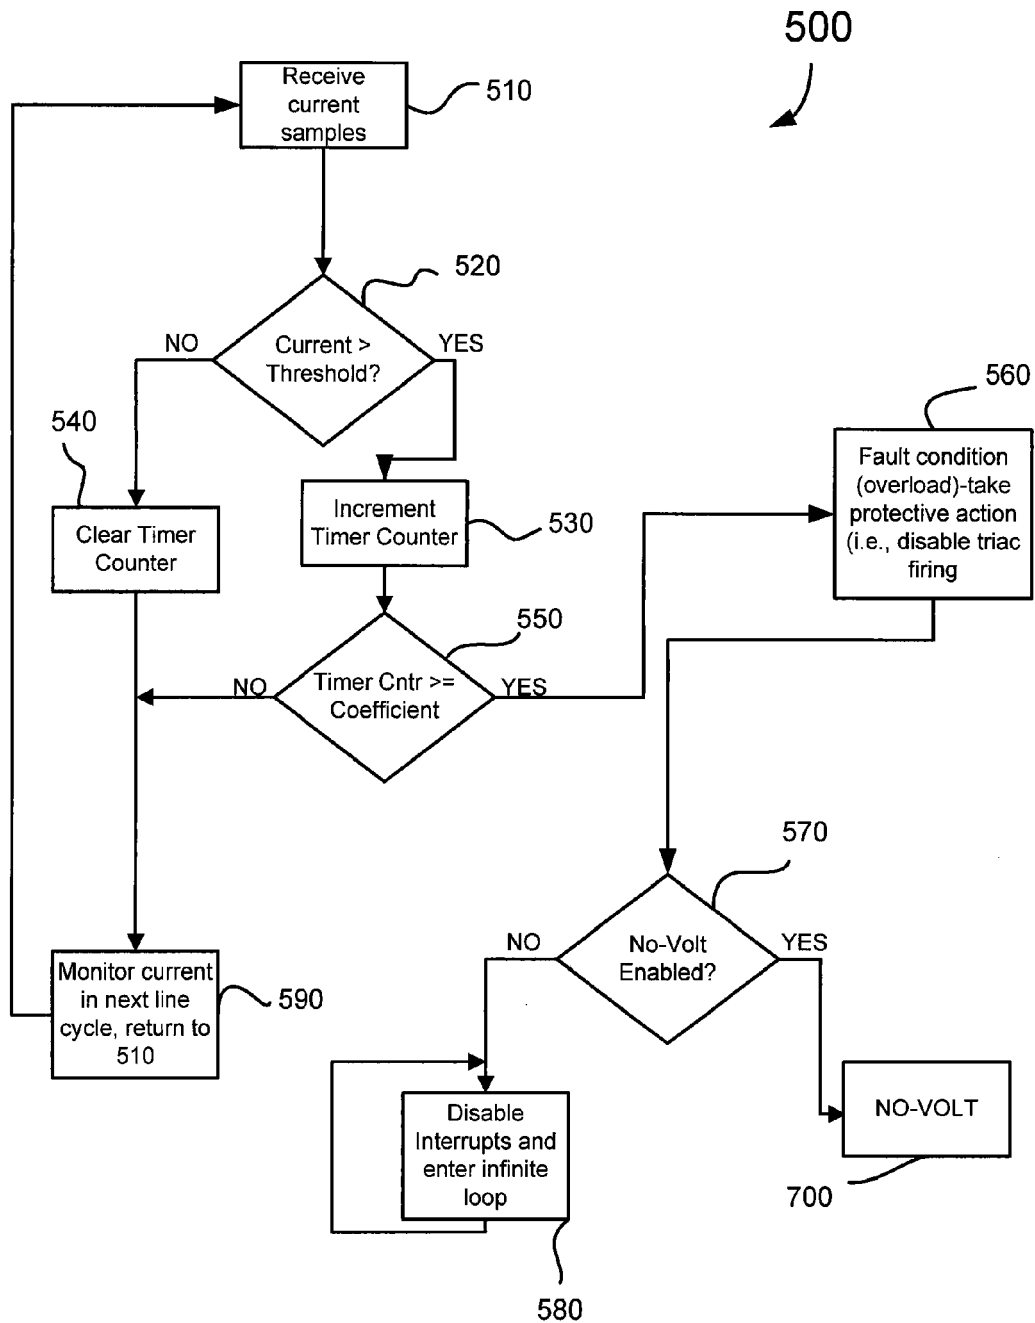 500
Receive
current
samples
510
520
NO
Current >
Threshold?
YES
560
540
Fault condition
(overload)-take
protective action
(i.e., disable triac
firing
Increment
Timer Counter
530
Clear Timer
Counter
550
NO
Timer Cntr >=
Coefficient
YES
570
NO
No-Volt
Enabled?
YES
Monitor current
in next line
cycle, return to
510
590
Disable
Interrupts and
enter infinite
loop
NO-VOLT
700
580